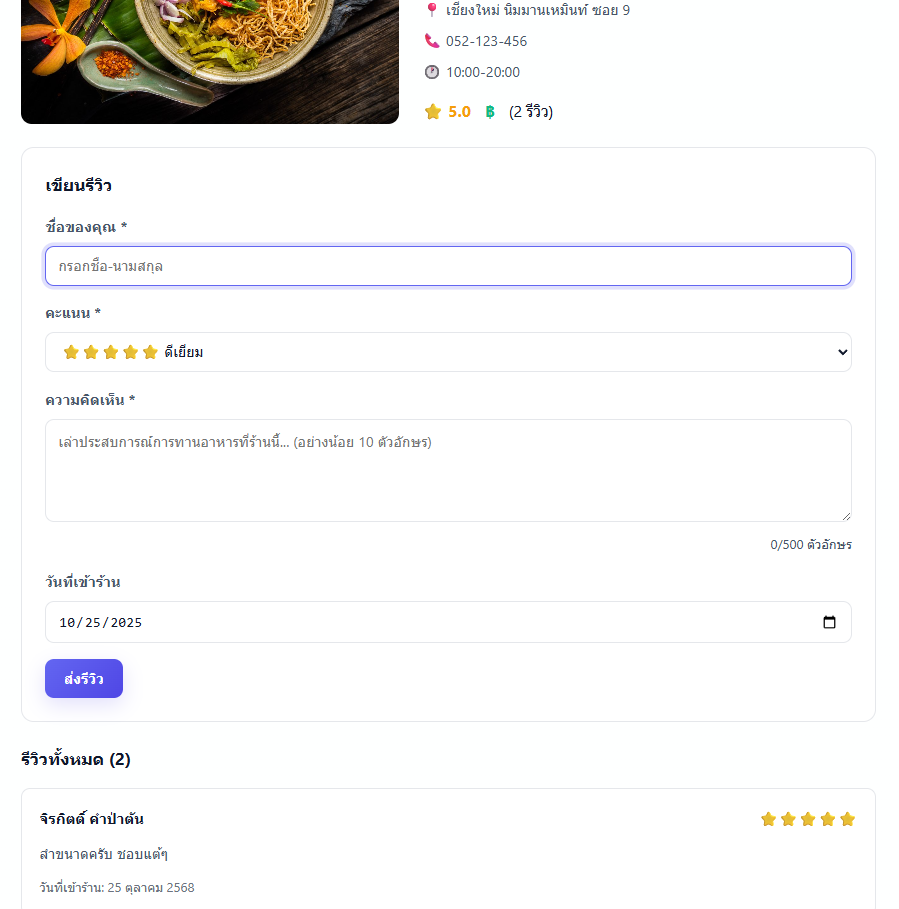 เชียงใหม่ นิมมานเหมินท์ ซอย 9
052-123-456
10:00-20:00
5.0 ฿ (2 รีวิว)
เขียนรีวิว
ชื่อของคุณ *
กรอกชื่อ-นามสกุล
คะแนน *
ดีเยี่ยม
ความคิดเห็น *
เล่าประสบการณ์การทานอาหารที่ร้านนี้... (อย่างน้อย 10 ตัวอักษร)
0/500 ตัวอักษร
วันที่เข้าร้าน
10/25/2025
ส่งรีวิว
รีวิวทั้งหมด (2)
จิรกิตติ์ คำป่าตัน
สาขนาดครับ ชอบแต้ๆ
วันที่เข้าร้าน: 25 ตุลาคม 2568